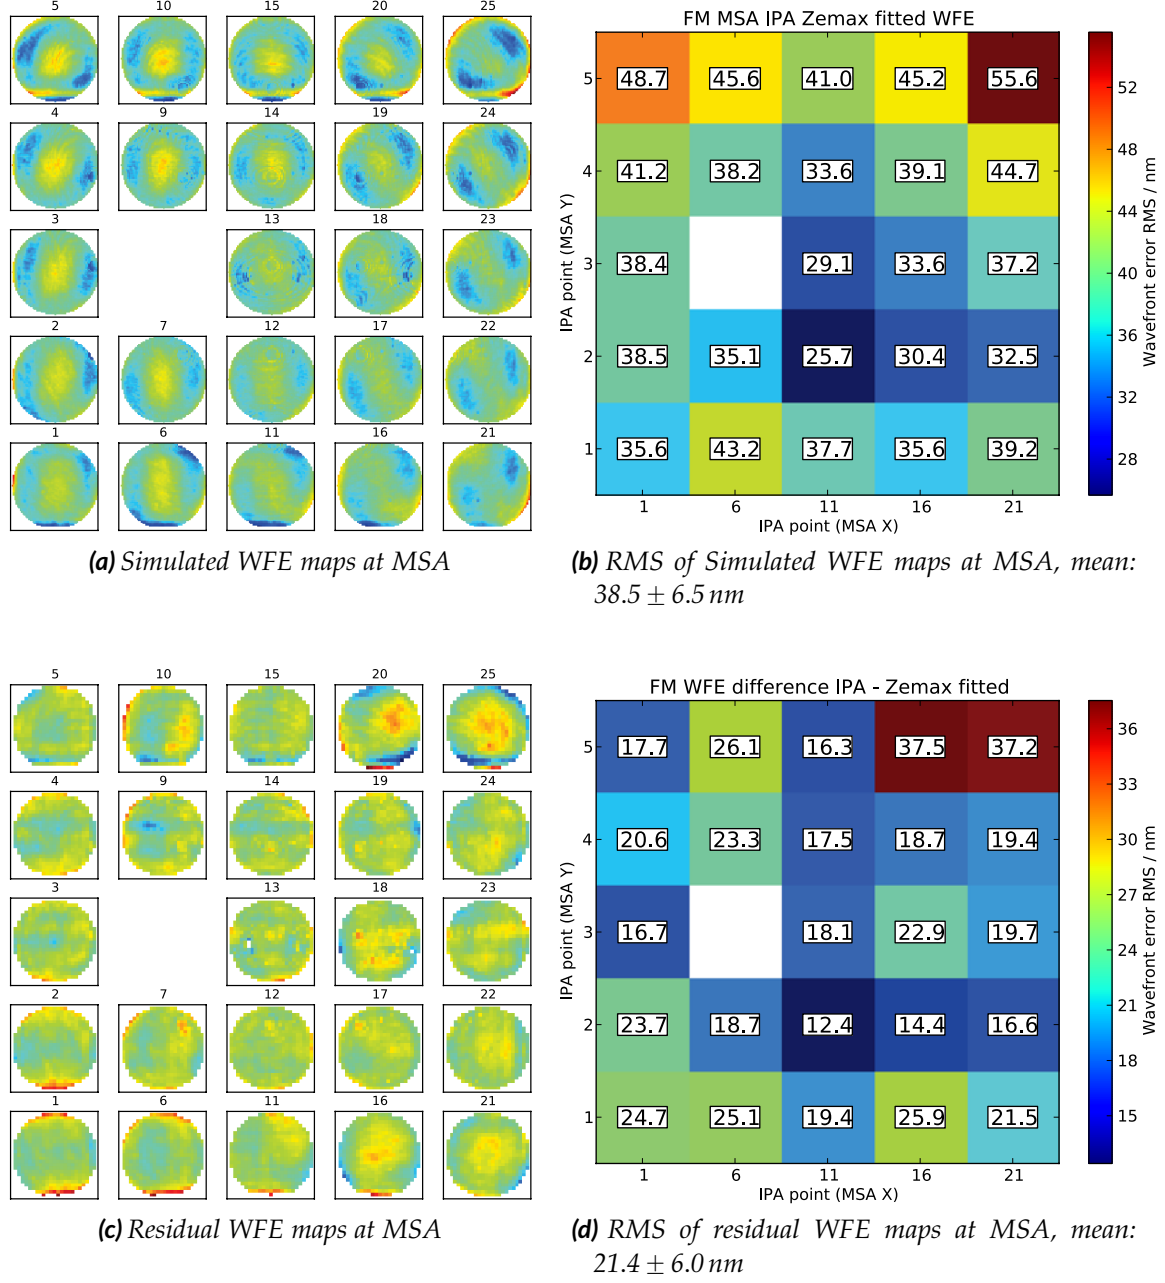 5 10 15 20 25
4 9 14 19 24
3 13 18 23
2 7 12 17 22
1 6 11 16 21
(a) Simulated WFE maps at MSA
FM MSA IPA Zemax fitted WFE
IPA point (MSA Y)
5 48.7 45.6 41.0 45.2 55.6
4 41.2 38.2 33.6 39.1 44.7
3 38.4 29.1 33.6 37.2
2 38.5 35.1 25.7 30.4 32.5
1 35.6 43.2 37.7 35.6 39.2
1 6 11 16 21
IPA point (MSA X)
52
48
44
40
36
32
28
Wavefront error RMS / nm
(b) RMS of Simulated WFE maps at MSA, mean:
38.5 ± 6.5 nm
5 10 15 20 25
4 9 14 19 24
3 13 18 23
2 7 12 17 22
1 6 11 16 21
(c) Residual WFE maps at MSA
FM WFE difference IPA - Zemax fitted
IPA point (MSA Y)
5 17.7 26.1 16.3 37.5 37.2
4 20.6 23.3 17.5 18.7 19.4
3 16.7 18.1 22.9 19.7
2 23.7 18.7 12.4 14.4 16.6
1 24.7 25.1 19.4 25.9 21.5
1 6 11 16 21
IPA point (MSA X)
36
33
30
27
24
21
18
15
Wavefront error RMS / nm
(d) RMS of residual WFE maps at MSA, mean:
21.4 ± 6.0 nm